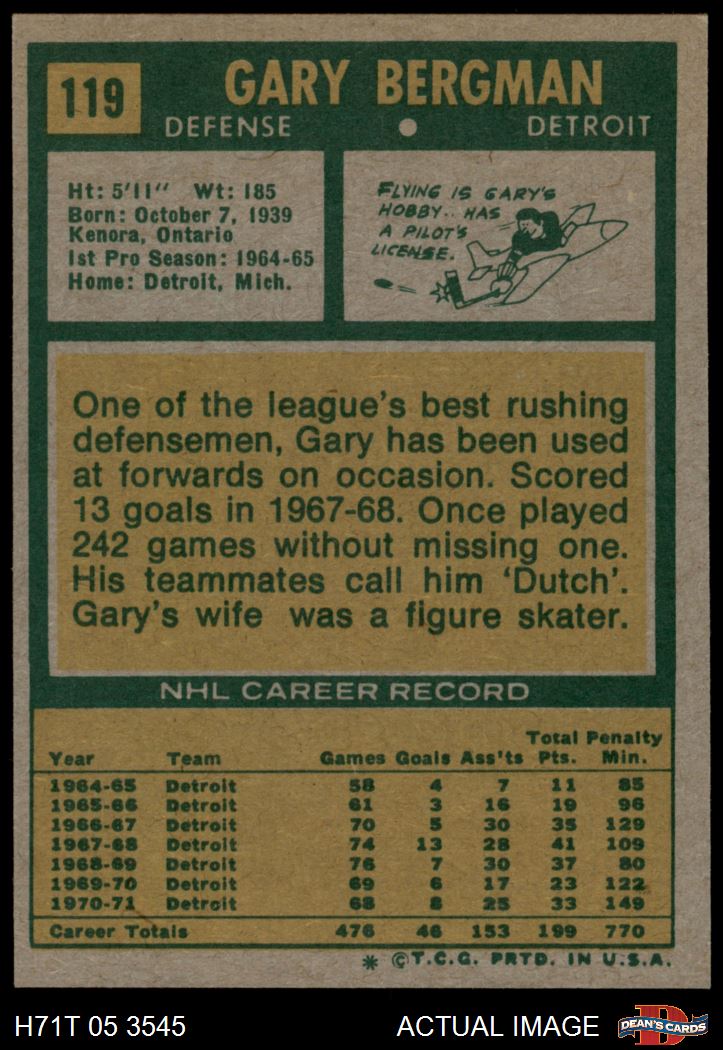 119
GARY BERGMAN
DEFENSE
DETROIT
Ht: 5'11" Wt: 185
Born: October 7, 1939
Kenora, Ontario
1st Pro Season: 1964-65
Home: Detroit, Mich.
FLYING IS GARY'S
HOBBY.. HAS
A PILOT'S
LICENSE.
One of the league's best rushing
defensemen, Gary has been used
at forwards on occasion. Scored
13 goals in 1967-68. Once played
242 games without missing one.
His teammates call him 'Dutch'.
Gary's wife was a figure skater.
NHL CAREER RECORD
Year Team Games Goals Ass'ts Total Pts. Penalty Min.
1964-65 Detroit 58 4 7 11 85
1965-66 Detroit 61 3 16 19 96
1966-67 Detroit 70 5 30 35 129
1967-68 Detroit 74 13 28 41 109
1968-69 Detroit 76 7 30 37 80
1969-70 Detroit 69 6 17 23 122
1970-71 Detroit 68 8 25 33 149
Career Totals 476 46 153 199 770
* ©T.C.G. PRTD. IN U.S.A.
H71T 05 3545
ACTUAL IMAGE
D
DEAN'S CARDS